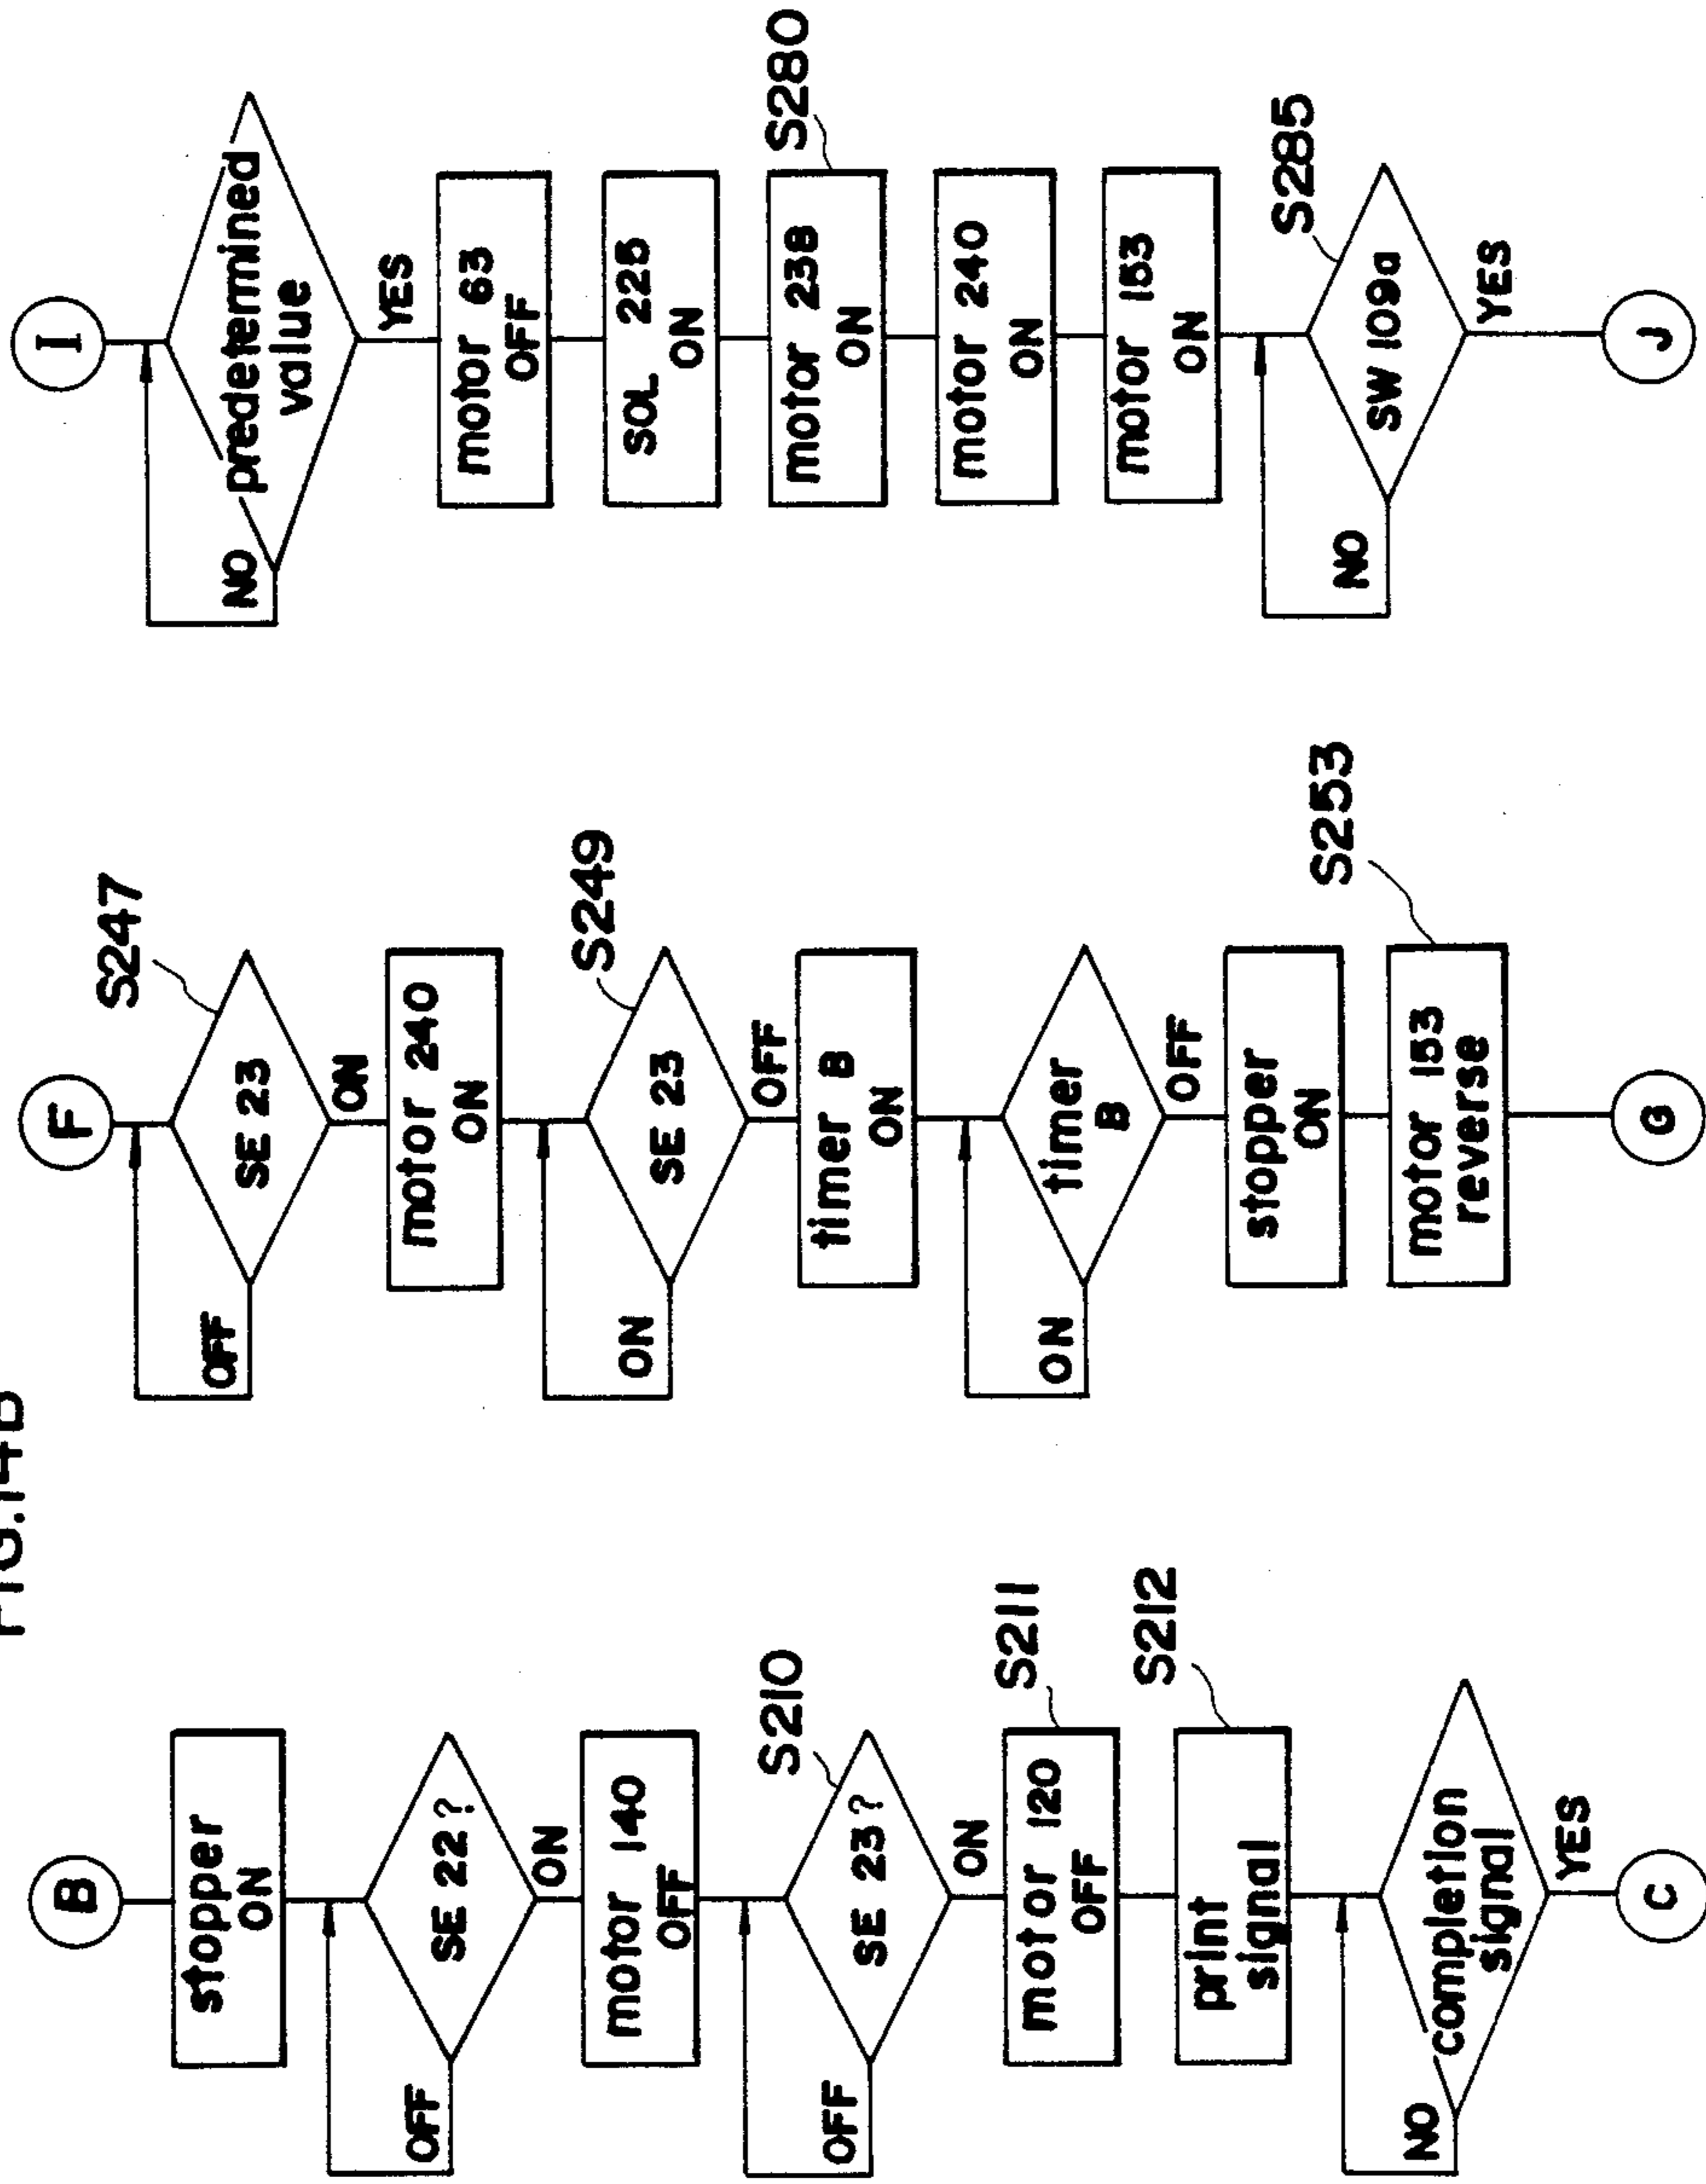 FIG.14B
B
stopper
ON
SE 22?
OFF
ON
motor 140
OFF
S210
SE 23?
OFF
ON
S211
motor 120
OFF
S212
print
signal
completion
signal
NO
YES
C
F
S247
SE 23
OFF
ON
motor 240
ON
S249
SE 23
ON
OFF
timer B
ON
timer
B
ON
OFF
stopper
ON
S253
motor 153
reverse
G
I
predetermined
value
NO
YES
motor 63
OFF
SOL 225
ON
S280
motor 238
ON
motor 240
ON
motor 153
ON
S285
SW 109a
NO
YES
J